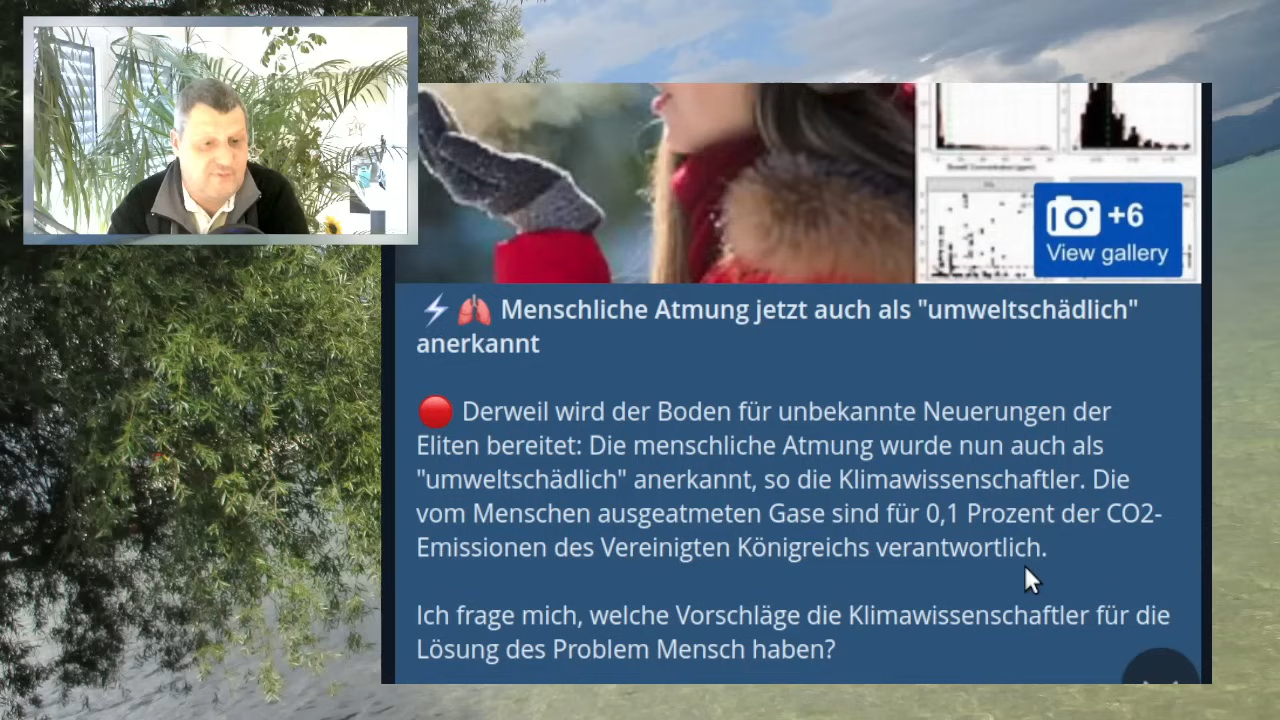 +6
View gallery
⚡🫁 Menschliche Atmung jetzt auch als "umweltschädlich"
anerkannt
🔴 Derweil wird der Boden für unbekannte Neuerungen der
Eliten bereitet: Die menschliche Atmung wurde nun auch als
"umweltschädlich" anerkannt, so die Klimawissenschaftler. Die
vom Menschen ausgeatmeten Gase sind für 0,1 Prozent der CO2-
Emissionen des Vereinigten Königreichs verantwortlich.
Ich frage mich, welche Vorschläge die Klimawissenschaftler für die
Lösung des Problem Mensch haben?